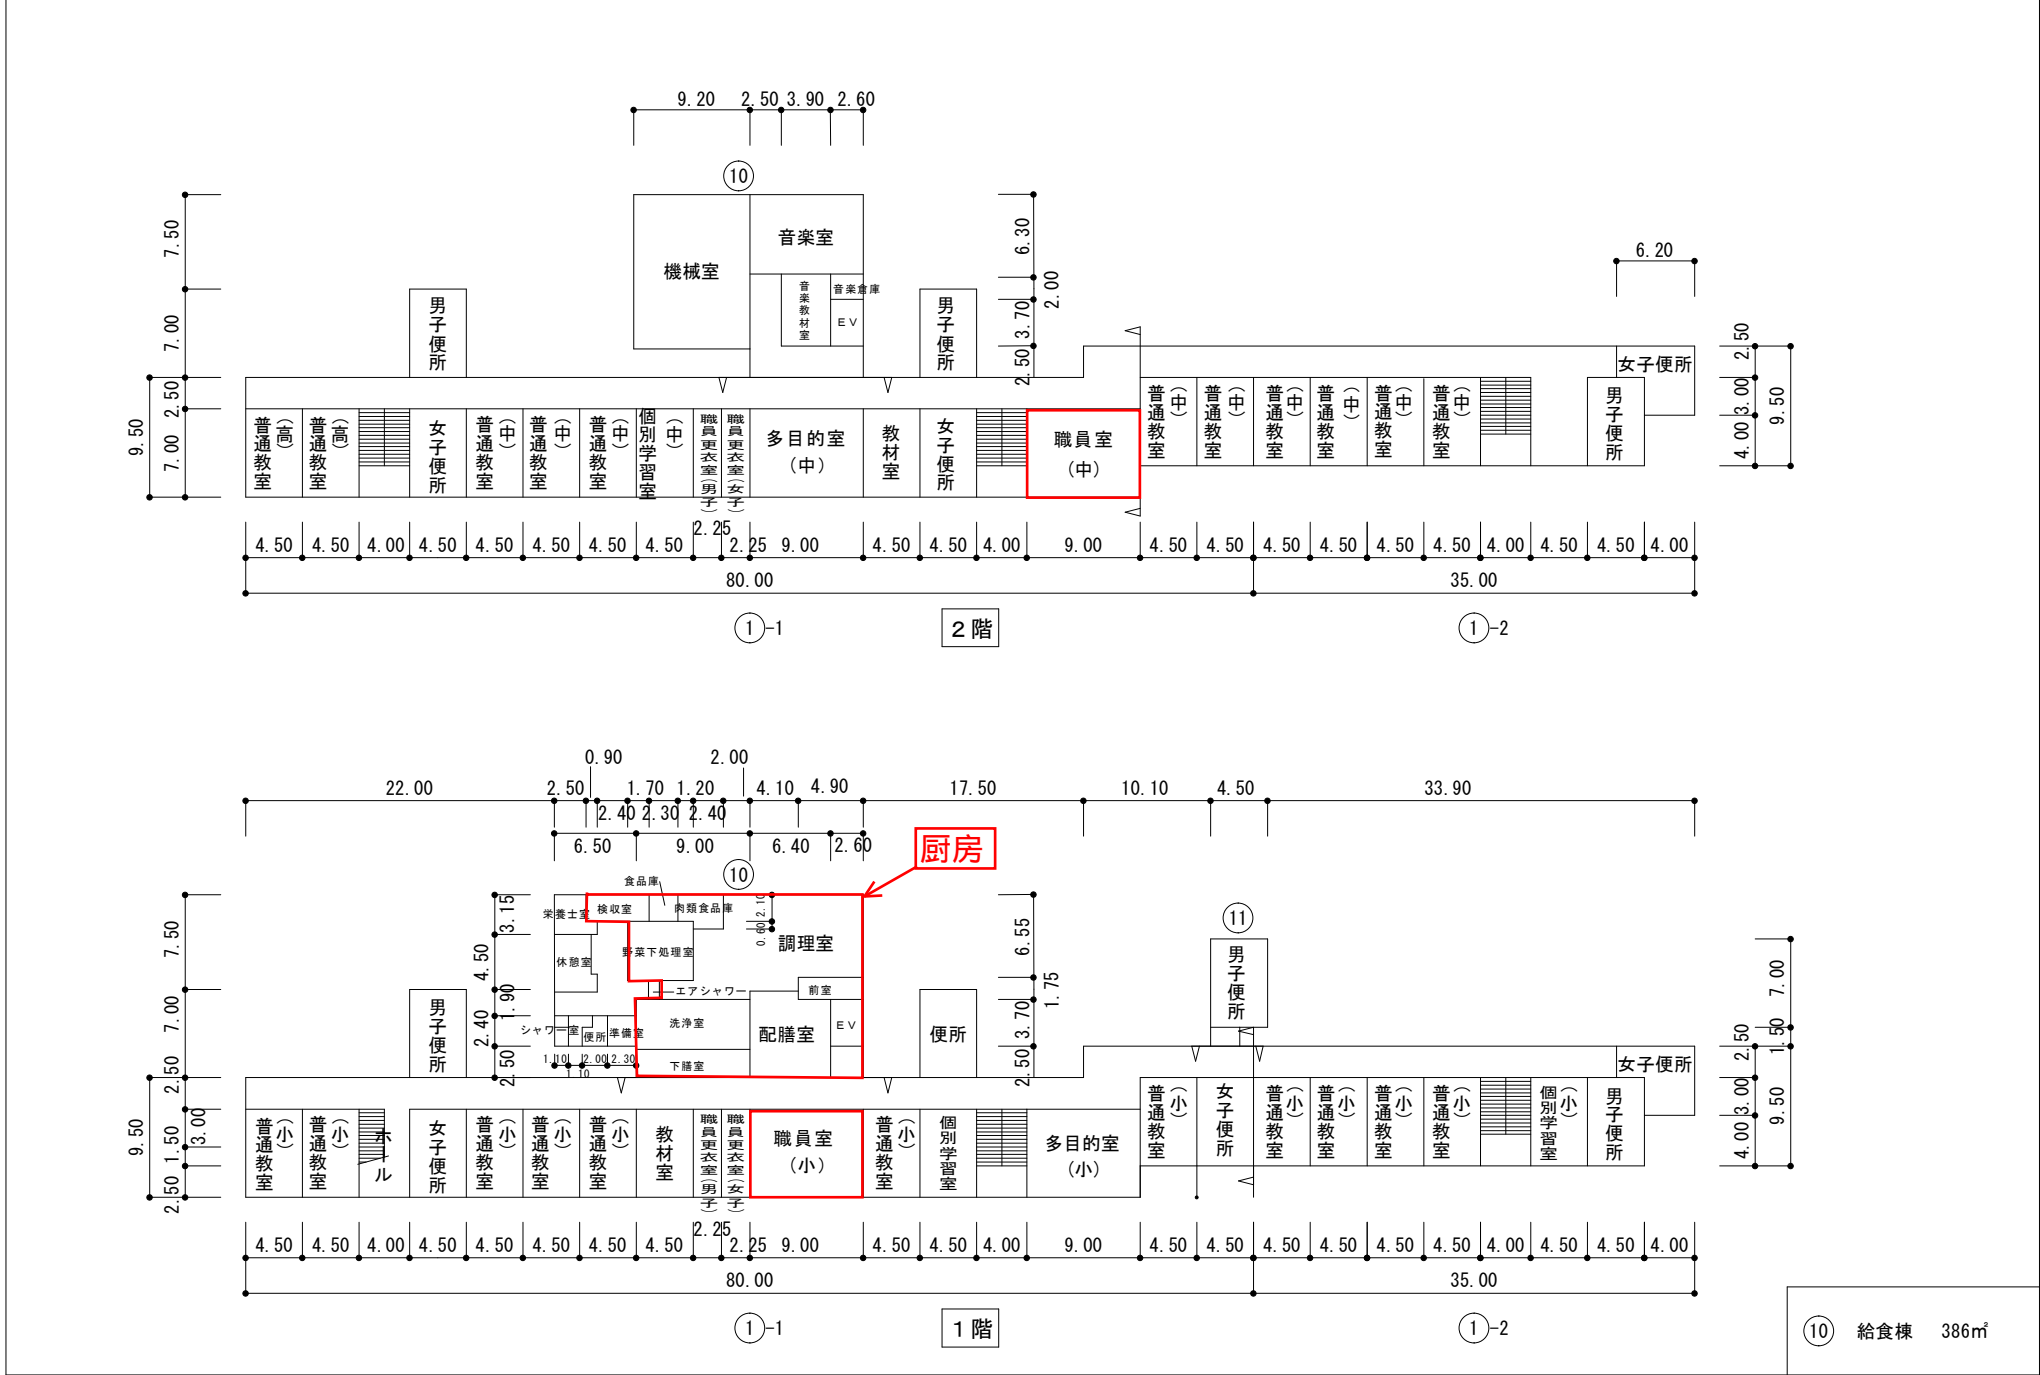 9.20 2.50 3.90 2.60
⑩
7.50
7.00
2.50
7.00
9.50
機械室
音楽室
音楽教材室
音楽倉庫
EV
6.30
2.00
3.70
2.50
6.20
2.50
3.00
4.00
9.50
男子便所
男子便所
女子便所
普通教室(高)
普通教室(高)
女子便所
普通教室(中)
普通教室(中)
普通教室(中)
個別学習室(中)
職員更衣室(男子)
職員更衣室(女子)
多目的室
(中)
教材室
女子便所
職員室
(中)
普通教室(中)
普通教室(中)
普通教室(中)
普通教室(中)
普通教室(中)
普通教室(中)
男子便所
4.50 4.50 4.00 4.50 4.50 4.50 4.50 4.50 2.25 2.25 9.00 4.50 4.50 4.00 9.00 4.50 4.50 4.50 4.50 4.50 4.50 4.00 4.50 4.50 4.00
80.00 35.00
①-1 2階 ①-2
0.90 2.00
22.00 2.50 1.70 1.20 4.10 4.90 17.50 10.10 4.50 33.90
2.40 2.30 2.40
6.50 9.00 6.40 2.60
厨房
⑩
7.50
7.00
2.50
3.00
1.50
2.50
9.50
3.15
4.50
1.90
2.40
2.50
食品庫
栄養士室
検収室
肉類食品庫
2.10
0.60
調理室
野菜下処理室
休憩室
エアシャワー
前室
シャワー室
便所
準備室
洗浄室
配膳室
EV
下膳室
1.10 2.00 2.30
1.10
6.55
1.75
3.70
2.50
⑪
男子便所
7.00
1.50
2.50
3.00
4.00
9.50
男子便所
便所
女子便所
普通教室(小)
普通教室(小)
ホール
女子便所
普通教室(小)
普通教室(小)
普通教室(小)
教材室
職員更衣室(男子)
職員更衣室(女子)
職員室
(小)
普通教室(小)
個別学習室
多目的室
(小)
普通教室(小)
女子便所
普通教室(小)
普通教室(小)
普通教室(小)
普通教室(小)
個別学習室(小)
男子便所
4.50 4.50 4.00 4.50 4.50 4.50 4.50 4.50 2.25 2.25 9.00 4.50 4.50 4.00 9.00 4.50 4.50 4.50 4.50 4.50 4.50 4.00 4.50 4.50 4.00
80.00 35.00
①-1 1階 ①-2
⑩ 給食棟 386㎡